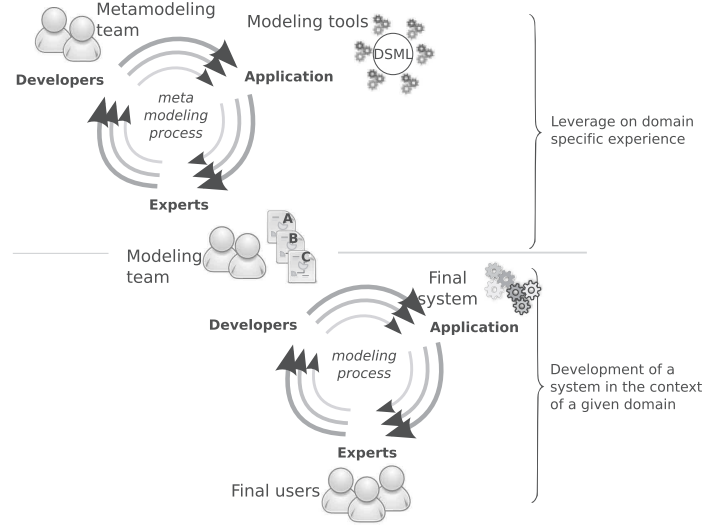 Metamodeling
team
Modeling tools
DSML
Developers
Application
meta
modeling
process
Experts
Leverage on domain
specific experience
A
B
C
Modeling
team
Final
system
Developers
Application
modeling
process
Experts
Final users
Development of a
system in the context
of a given domain